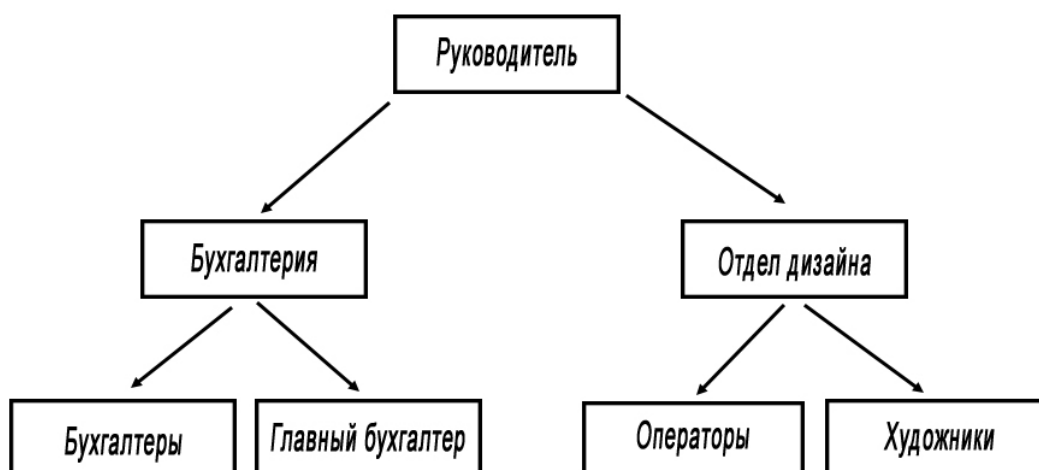 Руководитель
Бухгалтерия
Отдел дизайна
Бухгалтеры
Главный бухгалтер
Операторы
Художники